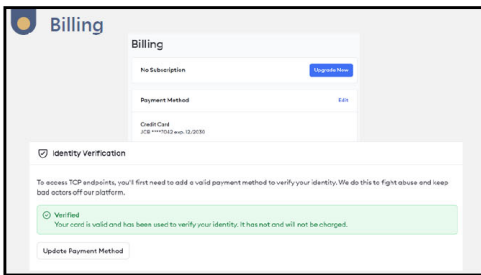 Billing
Billing
No Subscription
Upgrade Now
Payment Method
Edit
Credit Card
JCB ****7042 exp. 12/2030
Identity Verification
To access TCP endpoints, you'll first need to add a valid payment method to verify your identity. We do this to fight abuse and keep
bad actors off our platform.
Verified
Your card is valid and has been used to verify your identity. It has not and will not be charged.
Update Payment Method